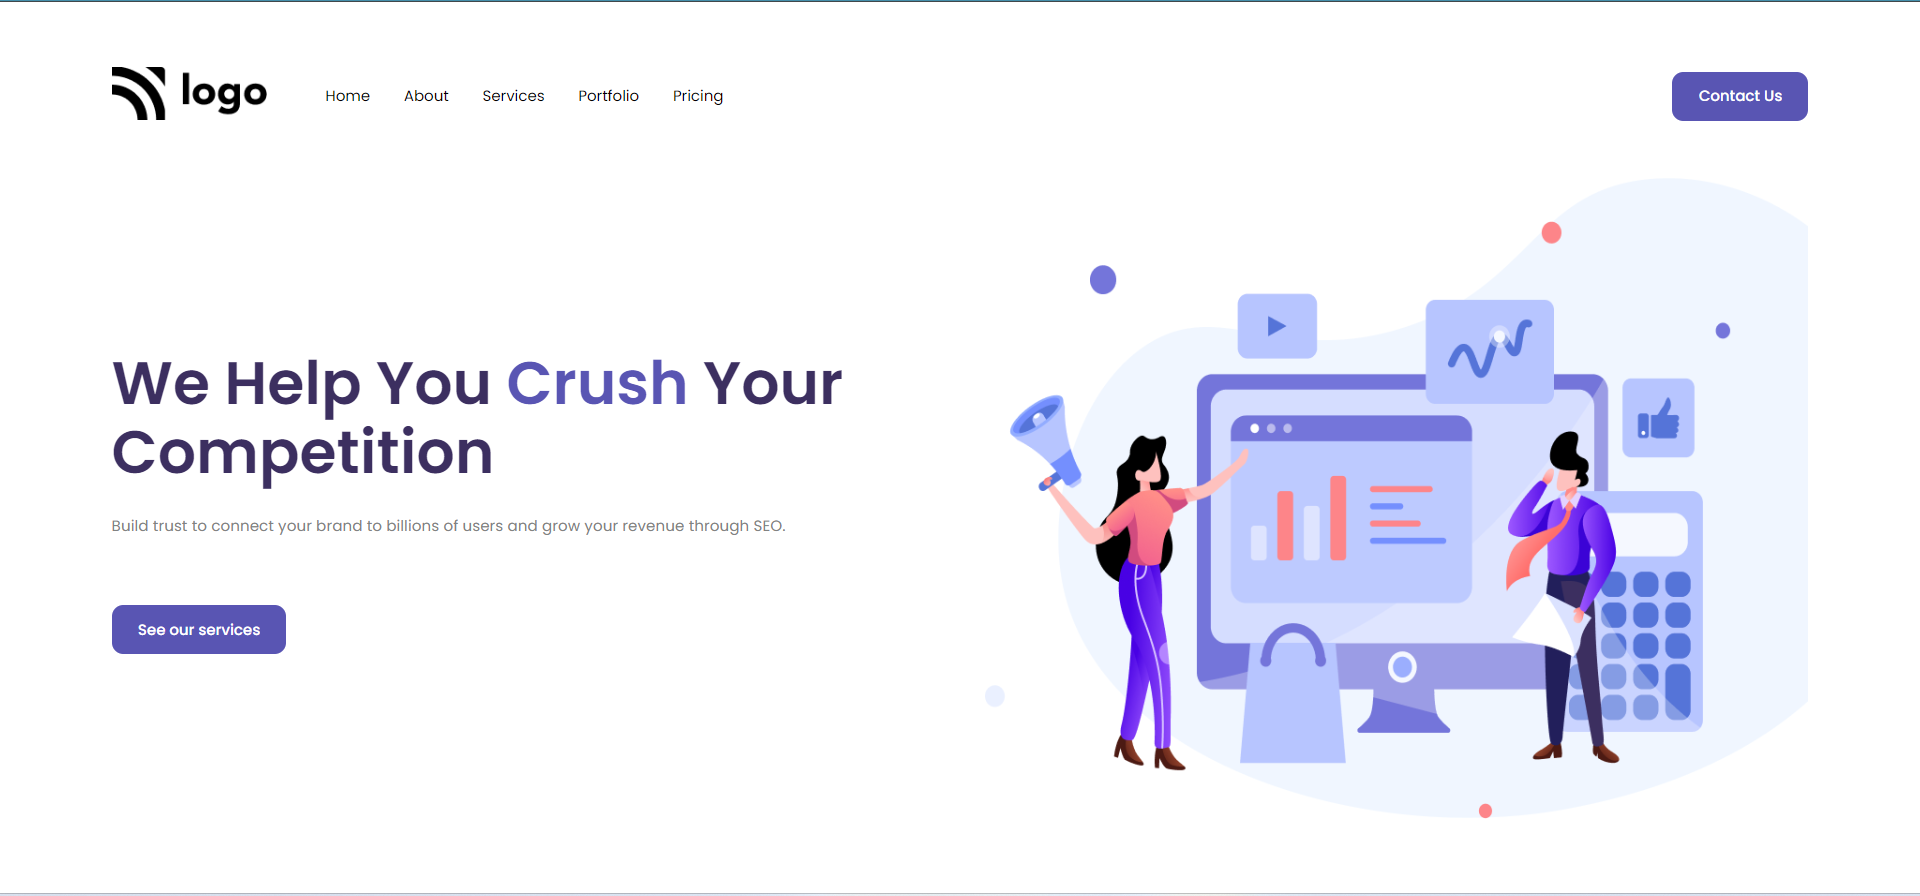 logo
Home
About
Services
Portfolio
Pricing
Contact Us
We Help You Crush Your
Competition
Build trust to connect your brand to billions of users and grow your revenue through SEO.
See our services